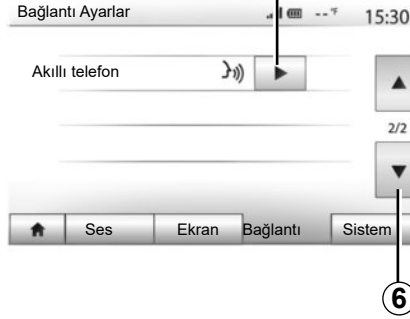 Bağlantı Ayarlar --°F 15:30
Akıllı telefon
2/2
Ses Ekran Bağlantı Sistem
6